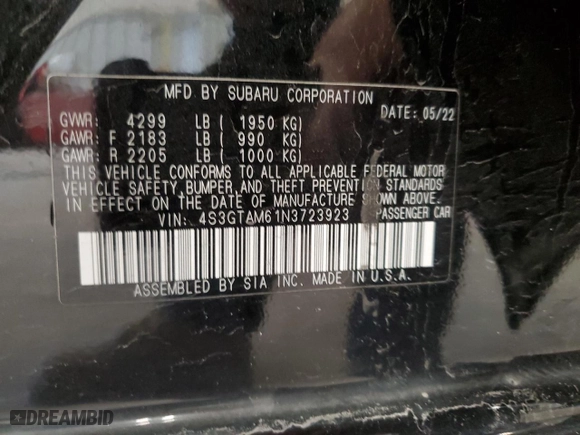 MFD BY SUBARU CORPORATION
GVWR: 4299 LB ( 1950 KG) DATE: 05/22
GAWR: F 2183 LB ( 990 KG)
GAWR: R 2205 LB ( 1000 KG)
THIS VEHICLE CONFORMS TO ALL APPLICABLE FEDERAL MOTOR
VEHICLE SAFETY, BUMPER, AND THEFT PREVENTION STANDARDS
IN EFFECT ON THE DATE OF MANUFACTURE SHOWN ABOVE.
VIN: 4S3GTAM61N3723923 PASSENGER CAR
ASSEMBLED BY SIA INC. MADE IN U.S.A.
DREAMBID